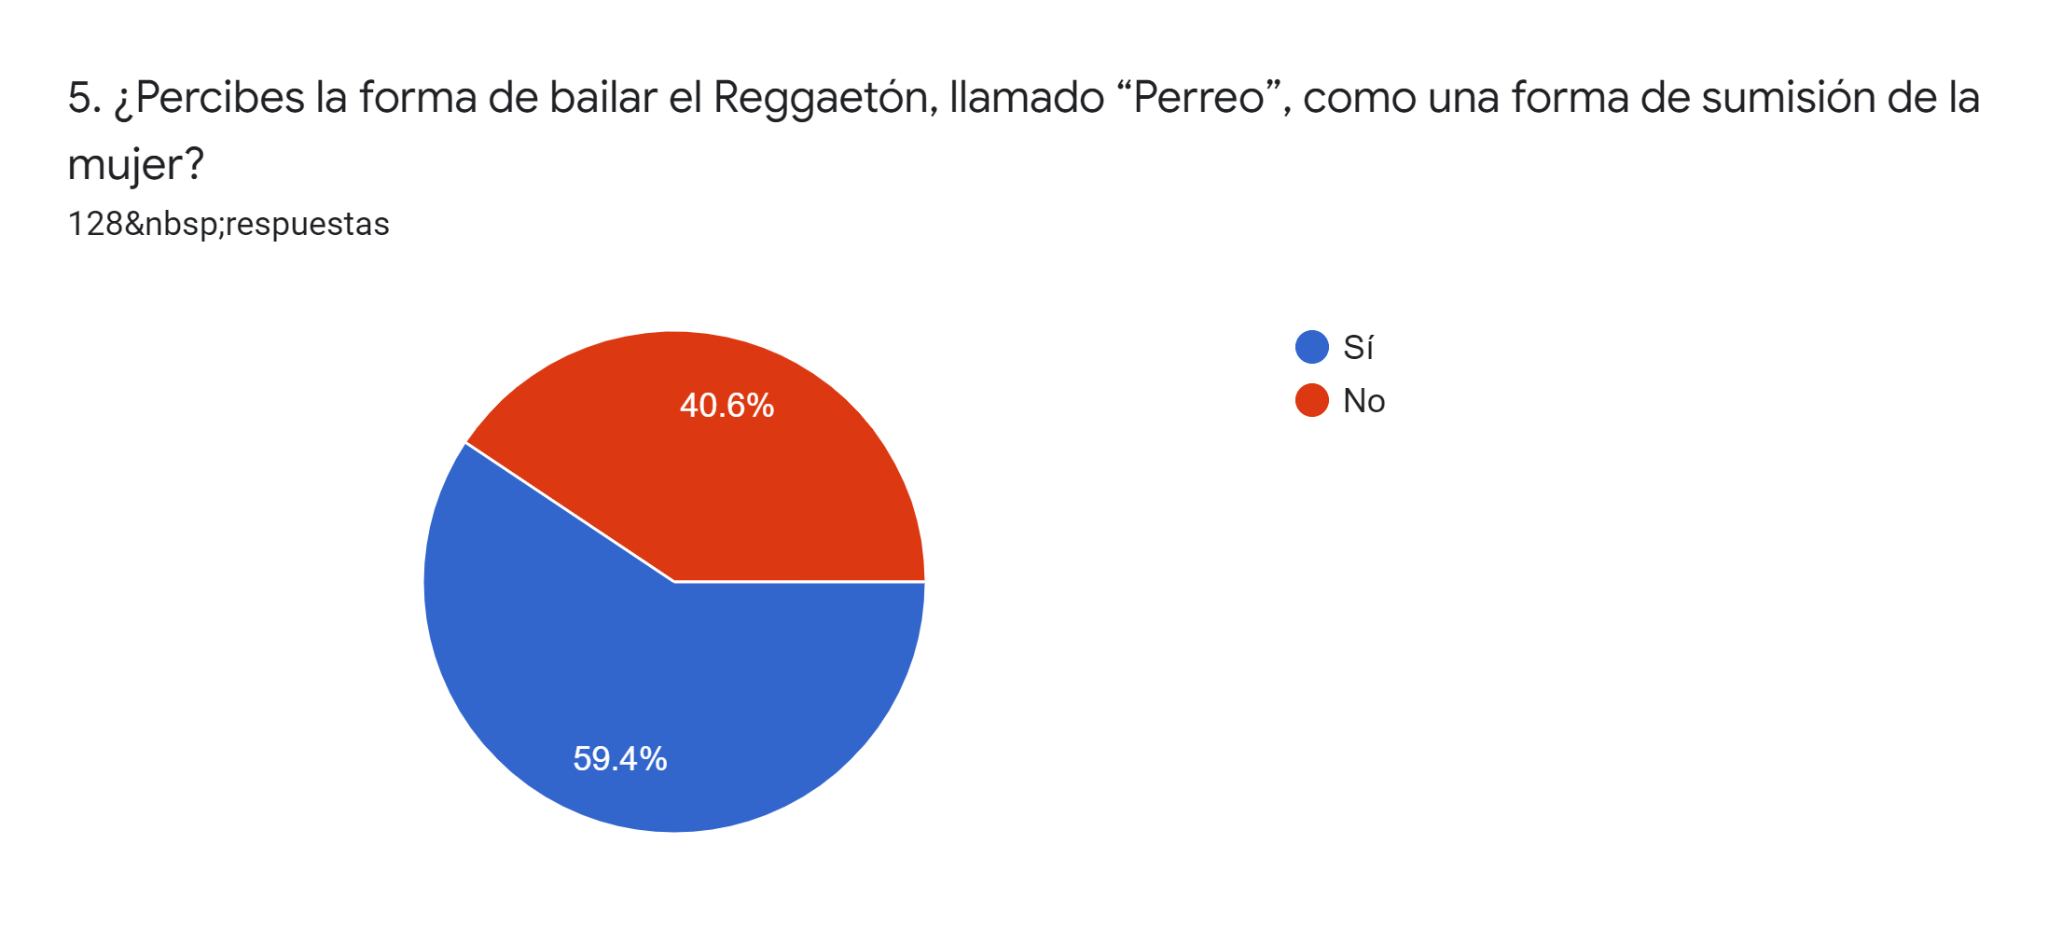 5. ¿Percibes la forma de bailar el Reggaetón, llamado “Perreo”, como una forma de sumisión de la
mujer?
128&nbsp;respuestas
Sí
No
40.6%
59.4%